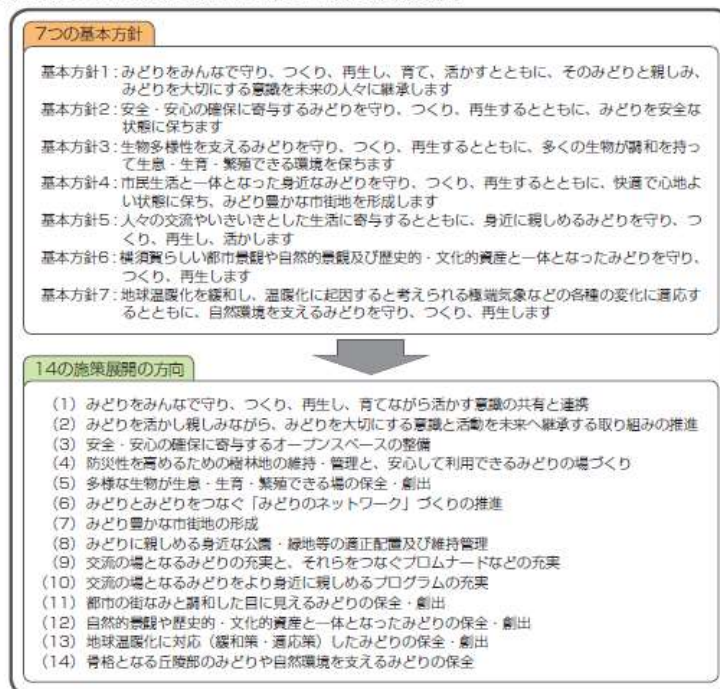 7つの基本方針
基本方針1：みどりをみんなで守り、つくり、再生し、育て、活かすとともに、そのみどりと親しみ、
みどりを大切にする意識を未来の人々に継承します
基本方針2：安全・安心の確保に寄与するみどりを守り、つくり、再生するとともに、みどりを安全な
状態に保ちます
基本方針3：生物多様性を支えるみどりを守り、つくり、再生するとともに、多くの生物が調和を持っ
て生息・生育・繁殖できる環境を保ちます
基本方針4：市民生活と一体となった身近なみどりを守り、つくり、再生するとともに、快適で心地よ
い状態に保ち、みどり豊かな市街地を形成します
基本方針5：人々の交流やいきいきとした生活に寄与するとともに、身近に親しめるみどりを守り、つ
くり、再生し、活かします
基本方針6：横須賀らしい都市景観や自然的景観及び歴史的・文化的資産と一体となったみどりを守り、
つくり、再生します
基本方針7：地球温暖化を緩和し、温暖化に起因すると考えられる極端気象などの各種の変化に適応す
るとともに、自然環境を支えるみどりを守り、つくり、再生します
14の施策展開の方向
（1）みどりをみんなで守り、つくり、再生し、育てながら活かす意識の共有と連携
（2）みどりを活かし親しみながら、みどりを大切にする意識と活動を未来へ継承する取り組みの推進
（3）安全・安心の確保に寄与するオープンスペースの整備
（4）防災性を高めるための樹林地の維持・管理と、安心して利用できるみどりの場づくり
（5）多様な生物が生息・生育・繁殖できる場の保全・創出
（6）みどりとみどりをつなぐ「みどりのネットワーク」づくりの推進
（7）みどり豊かな市街地の形成
（8）みどりに親しめる身近な公園・緑地等の適正配置及び維持管理
（9）交流の場となるみどりの充実と、それらをつなぐプロムナードなどの充実
（10）交流の場となるみどりをより身近に親しめるプログラムの充実
（11）都市の街なみと調和した目に見えるみどりの保全・創出
（12）自然的景観や歴史的・文化的資産と一体となったみどりの保全・創出
（13）地球温暖化に対応（緩和策・適応策）したみどりの保全・創出
（14）骨格となる丘陵部のみどりや自然環境を支えるみどりの保全